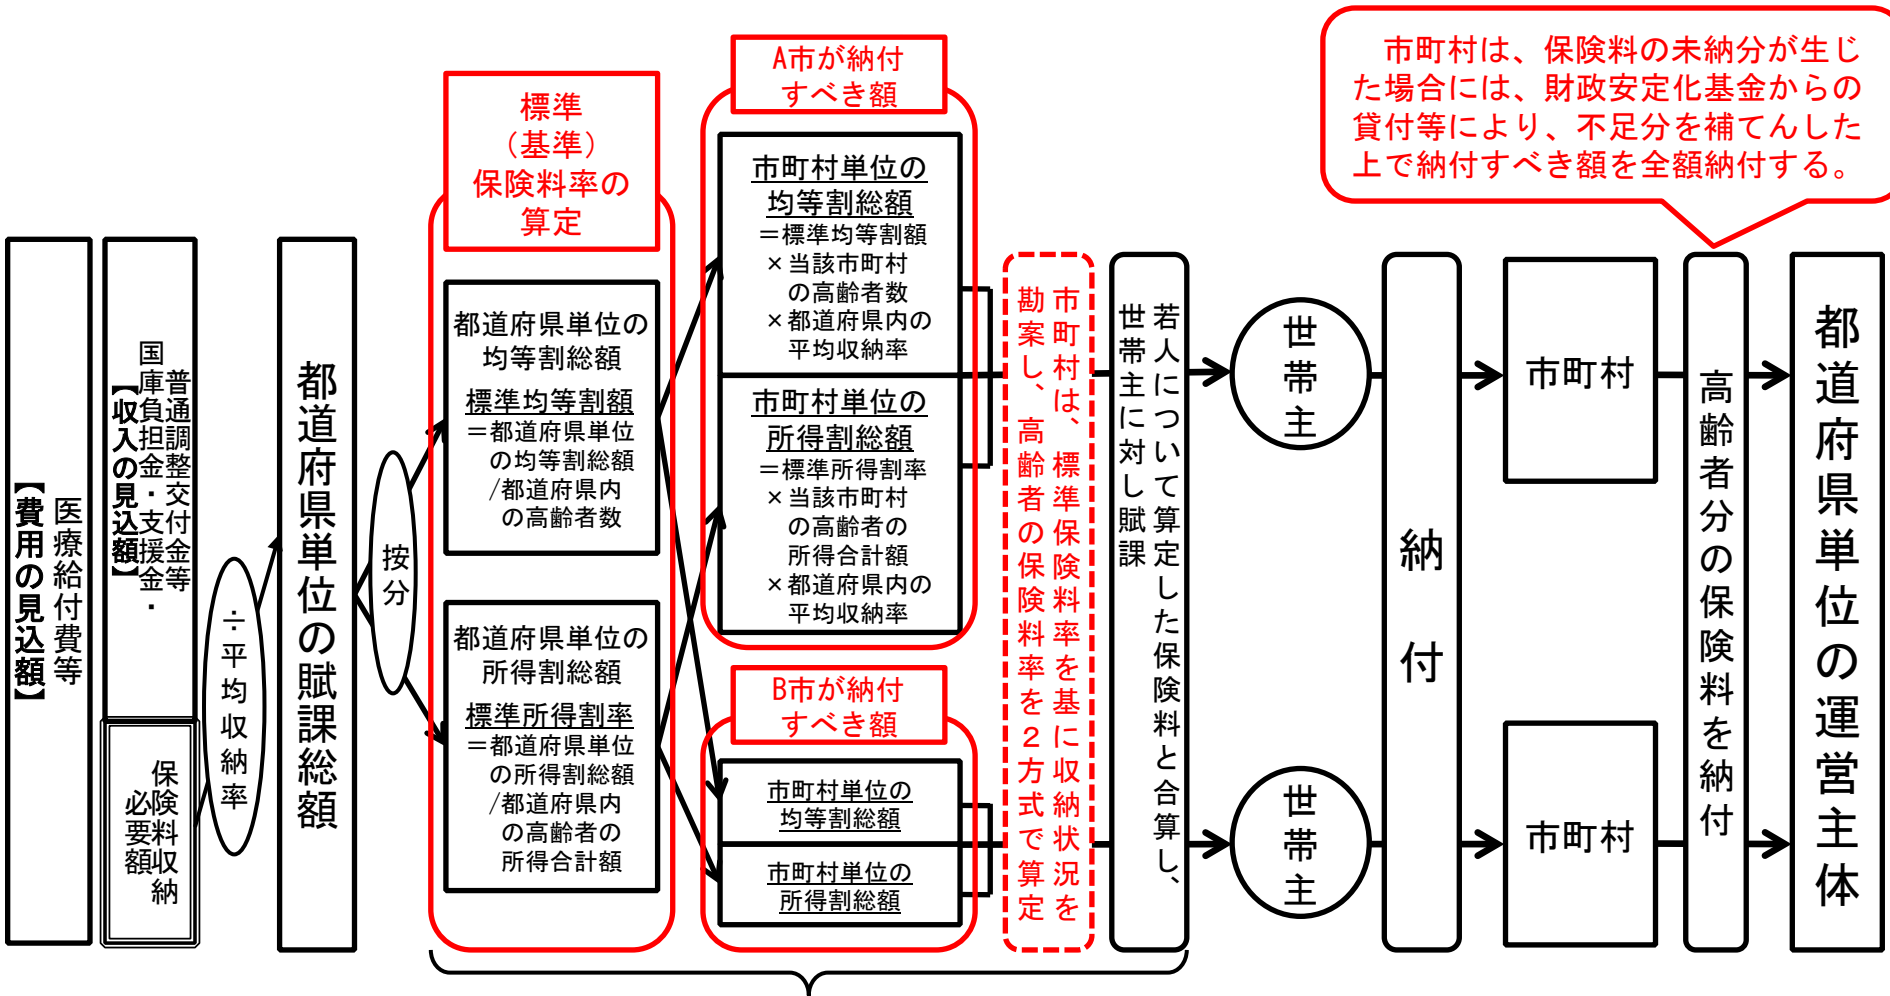 【費用の見込額】
医療給付費等
【収入の見込額】
国庫負担金・支援金・
普通調整交付金等
保険料収納
必要額
÷平均収納率
都道府県単位の賦課総額
按分
標準
（基準）
保険料率の
算定
都道府県単位の
均等割総額
標準均等割額
＝都道府県単位
の均等割総額
/都道府県内
の高齢者数
都道府県単位の
所得割総額
標準所得割率
＝都道府県単位
の所得割総額
/都道府県内
の高齢者の
所得合計額
A市が納付
すべき額
市町村単位の
均等割総額
＝標準均等割額
×当該市町村
の高齢者数
×都道府県内の
平均収納率
市町村単位の
所得割総額
＝標準所得割率
×当該市町村
の高齢者の
所得合計額
×都道府県内の
平均収納率
B市が納付
すべき額
市町村単位の
均等割総額
市町村単位の
所得割総額
市町村は、標準保険料率を基に収納状況を
勘案し、高齢者の保険料率を２方式で算定
若人について算定した保険料と合算し、
世帯主に対し賦課
世帯主
世帯主
納付
市町村
市町村
高齢者分の保険料を納付
都道府県単位の運営主体
市町村は、保険料の未納分が生じ
た場合には、財政安定化基金からの
貸付等により、不足分を補てんした
上で納付すべき額を全額納付する。